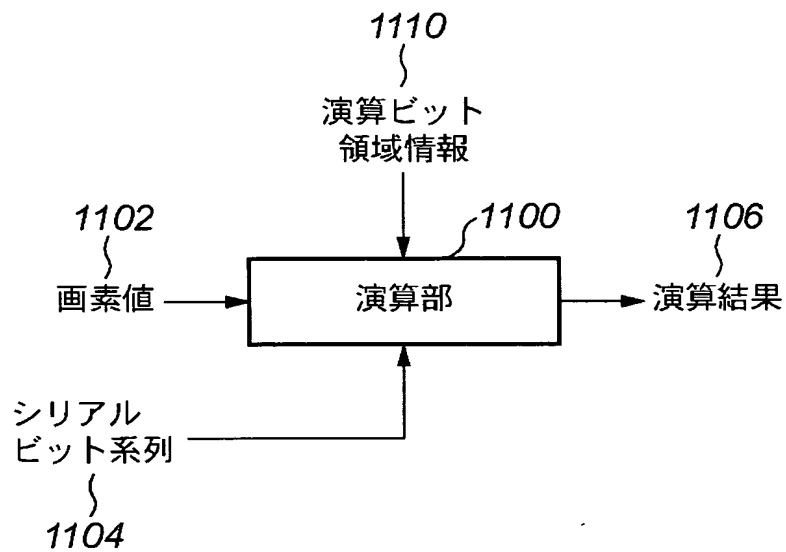 1110
演算ビット
領域情報
1102
1100
1106
画素値
演算部
演算結果
シリアル
ビット系列
1104